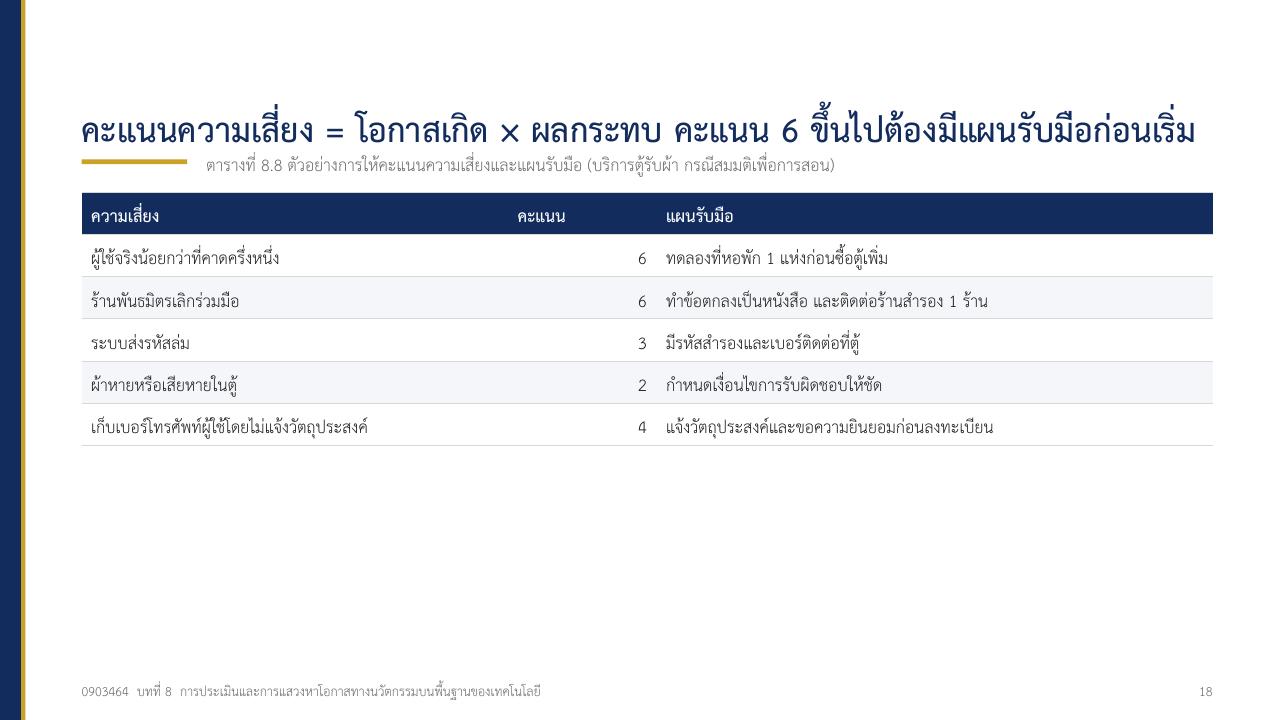 คะแนนความเสี่ยง = โอกาสเกิด × ผลกระทบ คะแนน 6 ขึ้นไปต้องมีแผนรับมือก่อนเริ่ม
ตารางที่ 8.8 ตัวอย่างการให้คะแนนความเสี่ยงและแผนรับมือ (บริการตู้รับผ้า กรณีสมมติเพื่อการสอน)
ความเสี่ยง คะแนน แผนรับมือ
ผู้ใช้จริงน้อยกว่าที่คาดครึ่งหนึ่ง 6 ทดลองที่หอพัก 1 แห่งก่อนซื้อตู้เพิ่ม
ร้านพันธมิตรเลิกร่วมมือ 6 ทำข้อตกลงเป็นหนังสือ และติดต่อร้านสำรอง 1 ร้าน
ระบบส่งรหัสล่ม 3 มีรหัสสำรองและเบอร์ติดต่อที่ตู้
ผ้าหายหรือเสียหายในตู้ 2 กำหนดเงื่อนไขการรับผิดชอบให้ชัด
เก็บเบอร์โทรศัพท์ผู้ใช้โดยไม่แจ้งวัตถุประสงค์ 4 แจ้งวัตถุประสงค์และขอความยินยอมก่อนลงทะเบียน
0903464 บทที่ 8 การประเมินและการแสวงหาโอกาสทางนวัตกรรมบนพื้นฐานของเทคโนโลยี 18